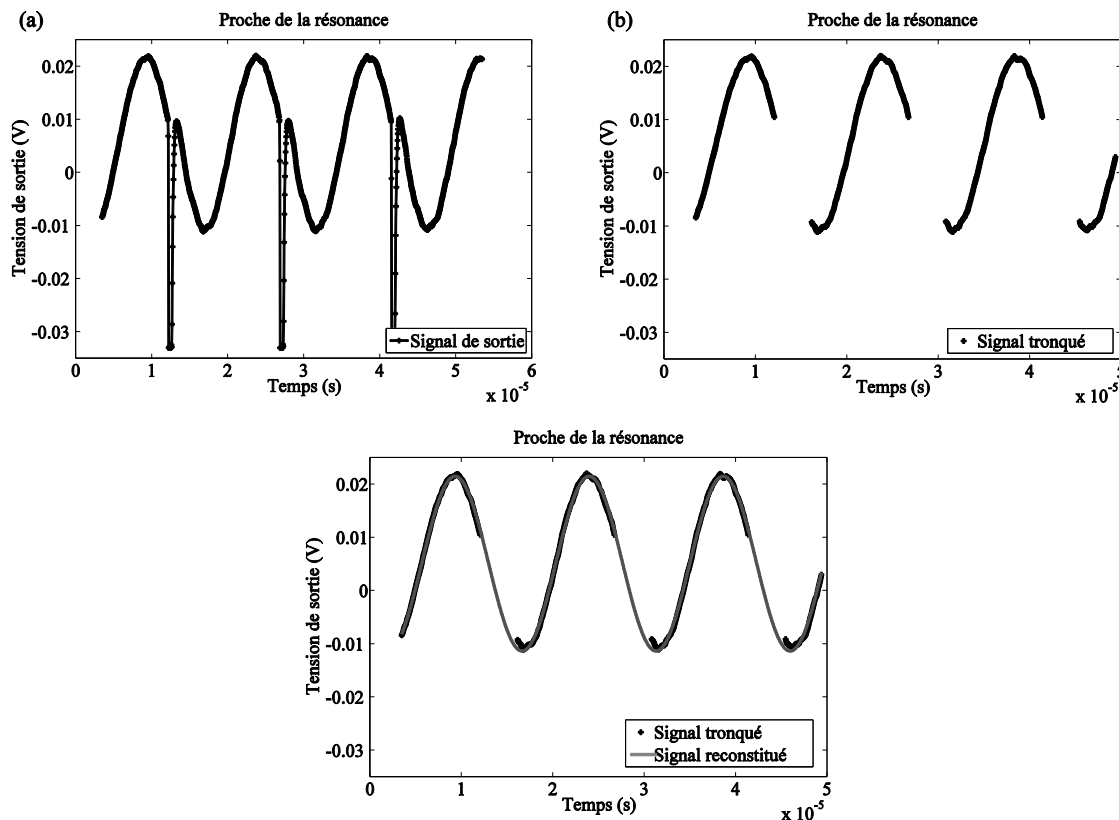 (a)
Proche de la résonance
Tension de sortie (V)
0.02
0.01
0
-0.01
-0.02
-0.03
Signal de sortie
0
1
2
3
4
5
6
Temps (s)
x 10⁻⁵
(b)
Proche de la résonance
Tension de sortie (V)
0.02
0.01
0
-0.01
-0.02
-0.03
Signal tronqué
0
1
2
3
4
5
Temps (s)
x 10⁻⁵
Proche de la résonance
Tension de sortie (V)
0.02
0.01
0
-0.01
-0.02
-0.03
Signal tronqué
Signal reconstitué
0
1
2
3
4
5
Temps (s)
x 10⁻⁵